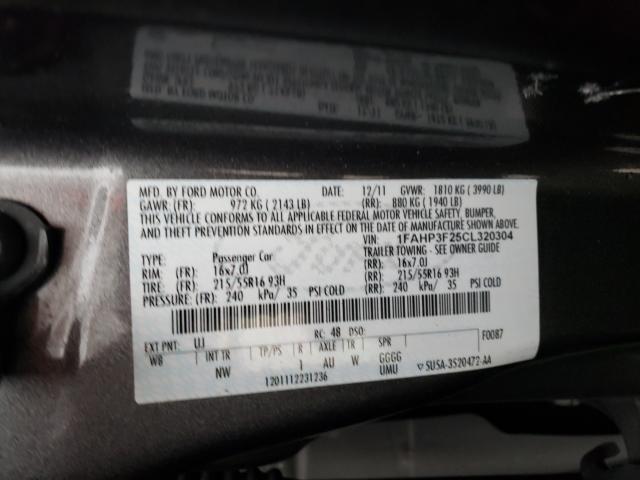 MFD. BY FORD MOTOR CO. DATE: 12/11 GVWR: 1810 KG ( 3990 LB)
GAWR: (FR): 972 KG ( 2143 LB) (RR): 880 KG ( 1940 LB)
THIS VEHICLE CONFORMS TO ALL APPLICABLE FEDERAL MOTOR VEHICLE SAFETY, BUMPER,
AND THEFT PREVENTION STANDARDS IN EFFECT ON THE DATE OF MANUFACTURE SHOWN ABOVE.
VIN: 1FAHP3F25CL320304
TYPE: Passenger Car TRAILER TOWING - SEE OWNER GUIDE
RIM: (FR): 16x7.0J (RR): 16x7.0J
TIRE: (FR): 215/55R16 93H (RR): 215/55R16 93H
PRESSURE: (FR): 240 kPa/ 35 PSI COLD (RR): 240 kPa/ 35 PSI COLD
EXT PNT: UJ RC: 48 DSO: F0087
WB INT TR TP/PS R AXLE TR SPR
NW 1 AU W GGGG
UMU
1201112231236 SU5A-3520472-AA